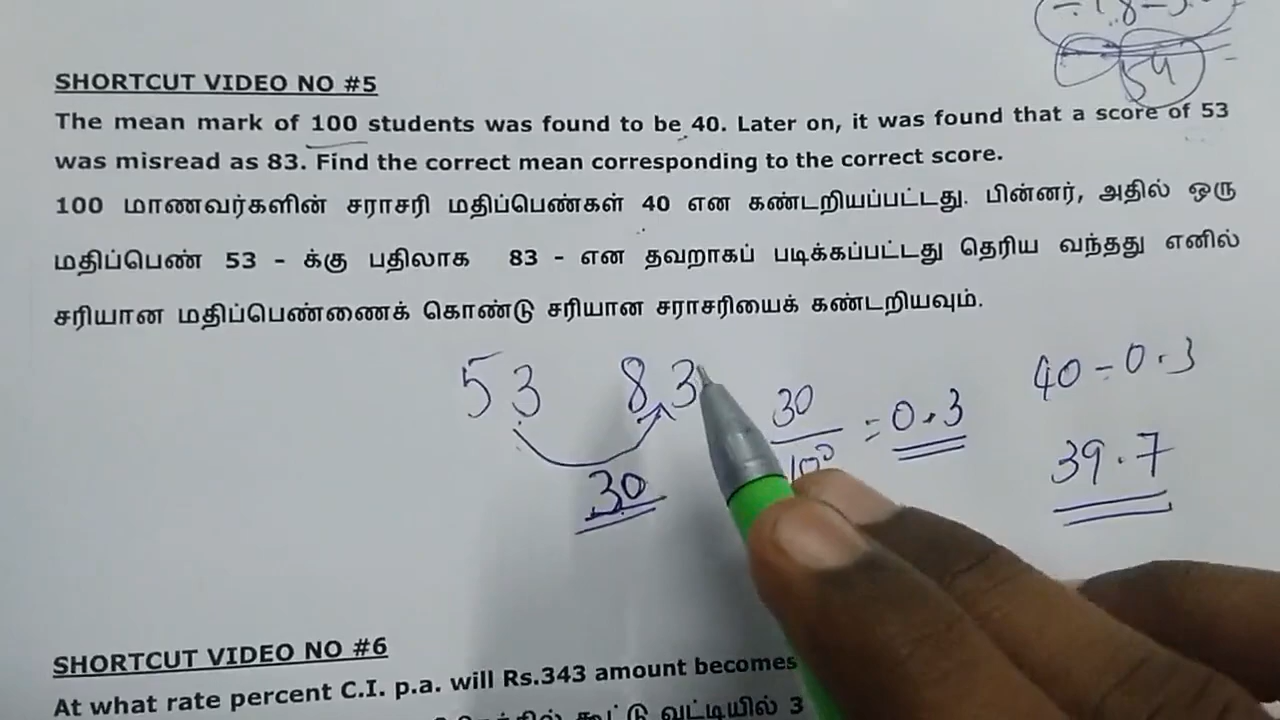 54
SHORTCUT VIDEO NO #5
The mean mark of 100 students was found to be 40. Later on, it was found that a score of 53
was misread as 83. Find the correct mean corresponding to the correct score.
100 மாணவர்களின் சராசரி மதிப்பெண்கள் 40 என கண்டறியப்பட்டது. பின்னர், அதில் ஒரு
மதிப்பெண் 53 - க்கு பதிலாக 83 - என தவறாகப் படிக்கப்பட்டது தெரிய வந்தது எனில்
சரியான மதிப்பெண்ணைக் கொண்டு சரியான சராசரியைக் கண்டறியவும்.
53 83 30/100 = 0.3 40 - 0.3
30 39.7
SHORTCUT VIDEO NO #6
At what rate percent C.I. p.a. will Rs.343 amount becomes
கூட்டு வட்டியில் 3